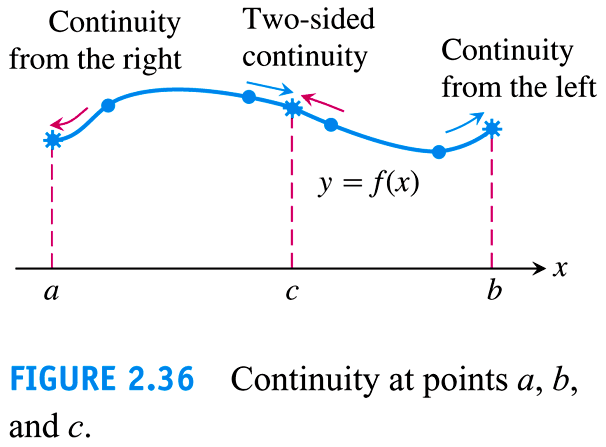 Continuity
from the right
Two-sided
continuity
Continuity
from the left
y = f(x)
x
a
c
b
FIGURE 2.36 Continuity at points a, b,
and c.